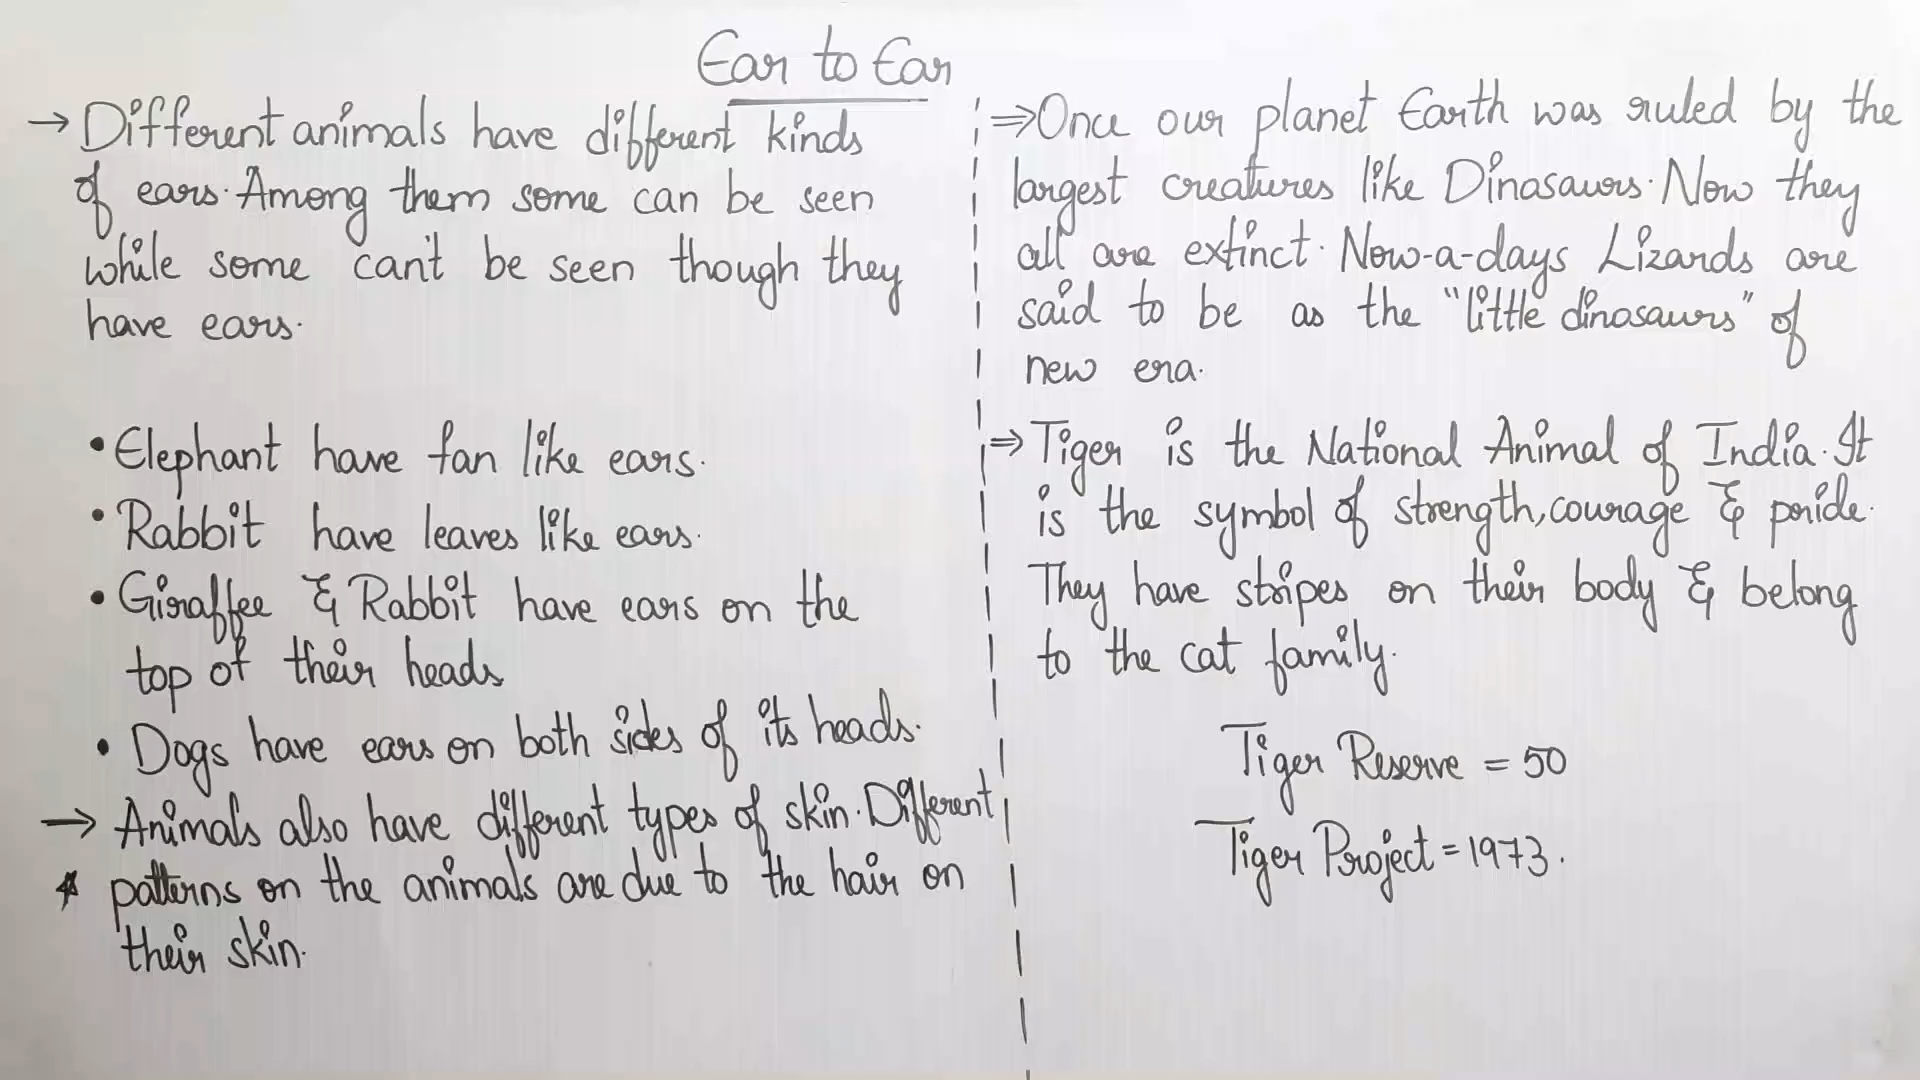 Ear to Ear
→ Different animals have different kinds
of ears. Among them some can be seen
while some can't be seen though they
have ears.
• Elephant have fan like ears.
• Rabbit have leaves like ears.
• Giraffee & Rabbit have ears on the
top of their heads
• Dogs have ears on both sides of its heads.
→ Animals also have different types of skin. Different
* patterns on the animals are due to the hair on
their skin.
⇒ Once our planet Earth was ruled by the
largest creatures like Dinasaurs. Now they
all are extinct. Now-a-days Lizards are
said to be as the "little dinosaurs" of
new era.
⇒ Tiger is the National Animal of India. It
is the symbol of strength, courage & pride.
They have stripes on their body & belong
to the cat family.
Tiger Reserve = 50
Tiger Project = 1973.